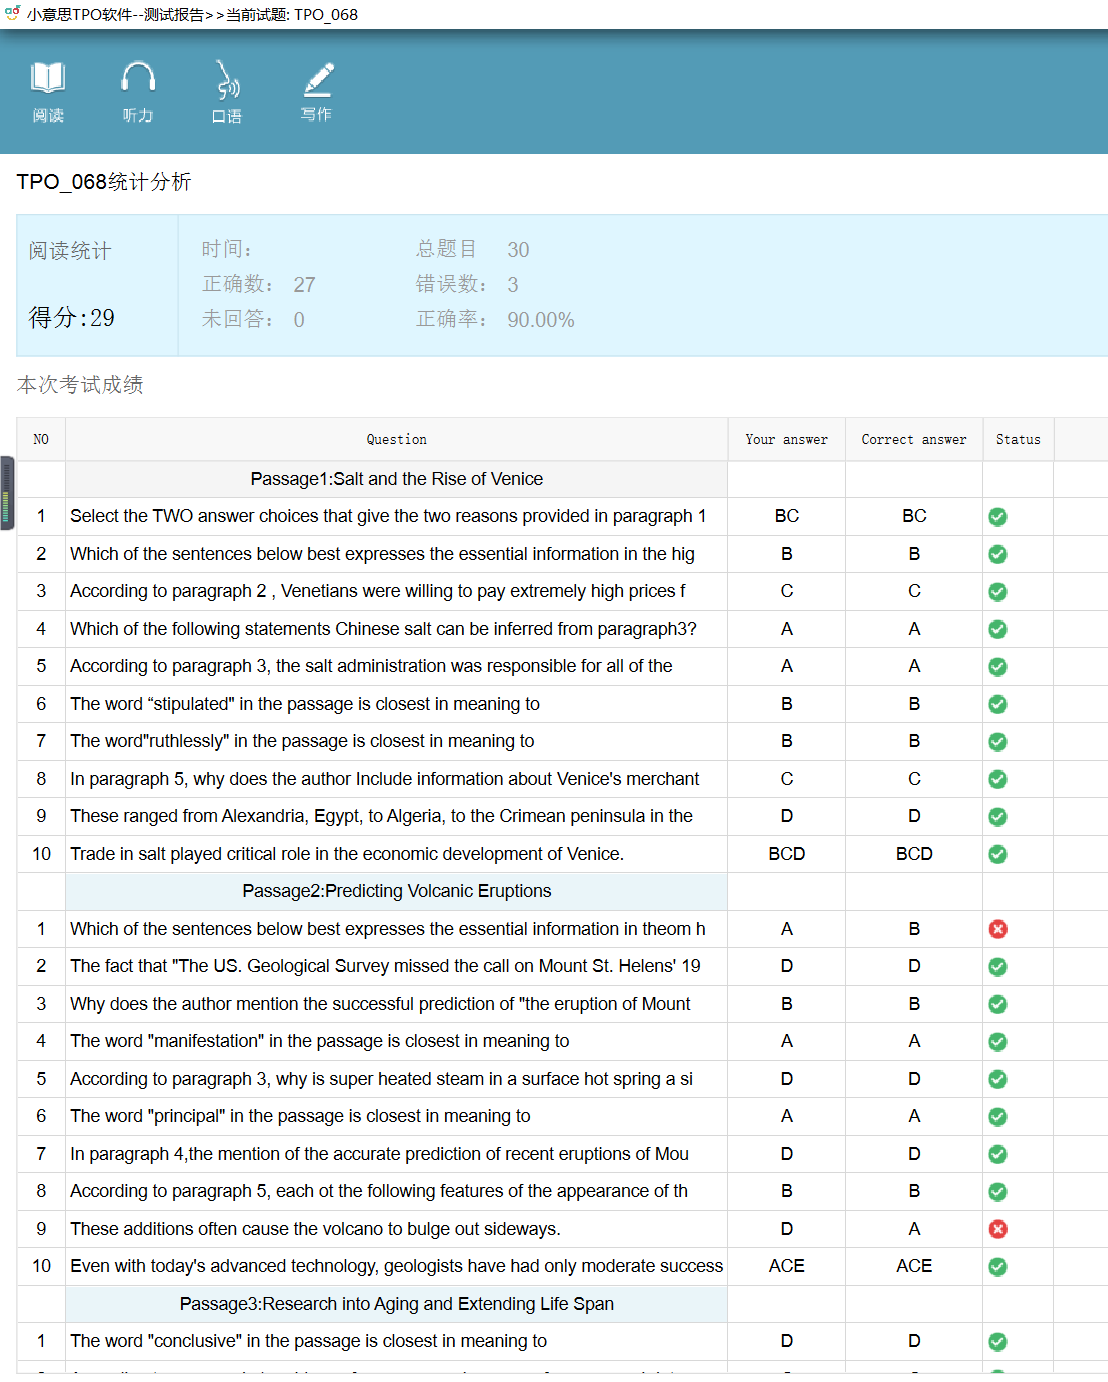 小意思TPO软件--测试报告>>当前试题: TPO_068
阅读 听力 口语 写作
TPO_068统计分析
阅读统计 时间: 总题目 30
正确数: 27 错误数: 3
得分:29 未回答: 0 正确率: 90.00%
本次考试成绩
NO Question Your answer Correct answer Status
Passage1:Salt and the Rise of Venice
1 Select the TWO answer choices that give the two reasons provided in paragraph 1 BC BC
2 Which of the sentences below best expresses the essential information in the hig B B
3 According to paragraph 2 , Venetians were willing to pay extremely high prices f C C
4 Which of the following statements Chinese salt can be inferred from paragraph3? A A
5 According to paragraph 3, the salt administration was responsible for all of the A A
6 The word “stipulated" in the passage is closest in meaning to B B
7 The word"ruthlessly" in the passage is closest in meaning to B B
8 In paragraph 5, why does the author Include information about Venice's merchant C C
9 These ranged from Alexandria, Egypt, to Algeria, to the Crimean peninsula in the D D
10 Trade in salt played critical role in the economic development of Venice. BCD BCD
Passage2:Predicting Volcanic Eruptions
1 Which of the sentences below best expresses the essential information in theom h A B
2 The fact that "The US. Geological Survey missed the call on Mount St. Helens' 19 D D
3 Why does the author mention the successful prediction of "the eruption of Mount B B
4 The word "manifestation" in the passage is closest in meaning to A A
5 According to paragraph 3, why is super heated steam in a surface hot spring a si D D
6 The word "principal" in the passage is closest in meaning to A A
7 In paragraph 4,the mention of the accurate prediction of recent eruptions of Mou D D
8 According to paragraph 5, each ot the following features of the appearance of th B B
9 These additions often cause the volcano to bulge out sideways. D A
10 Even with today's advanced technology, geologists have had only moderate success ACE ACE
Passage3:Research into Aging and Extending Life Span
1 The word "conclusive" in the passage is closest in meaning to D D